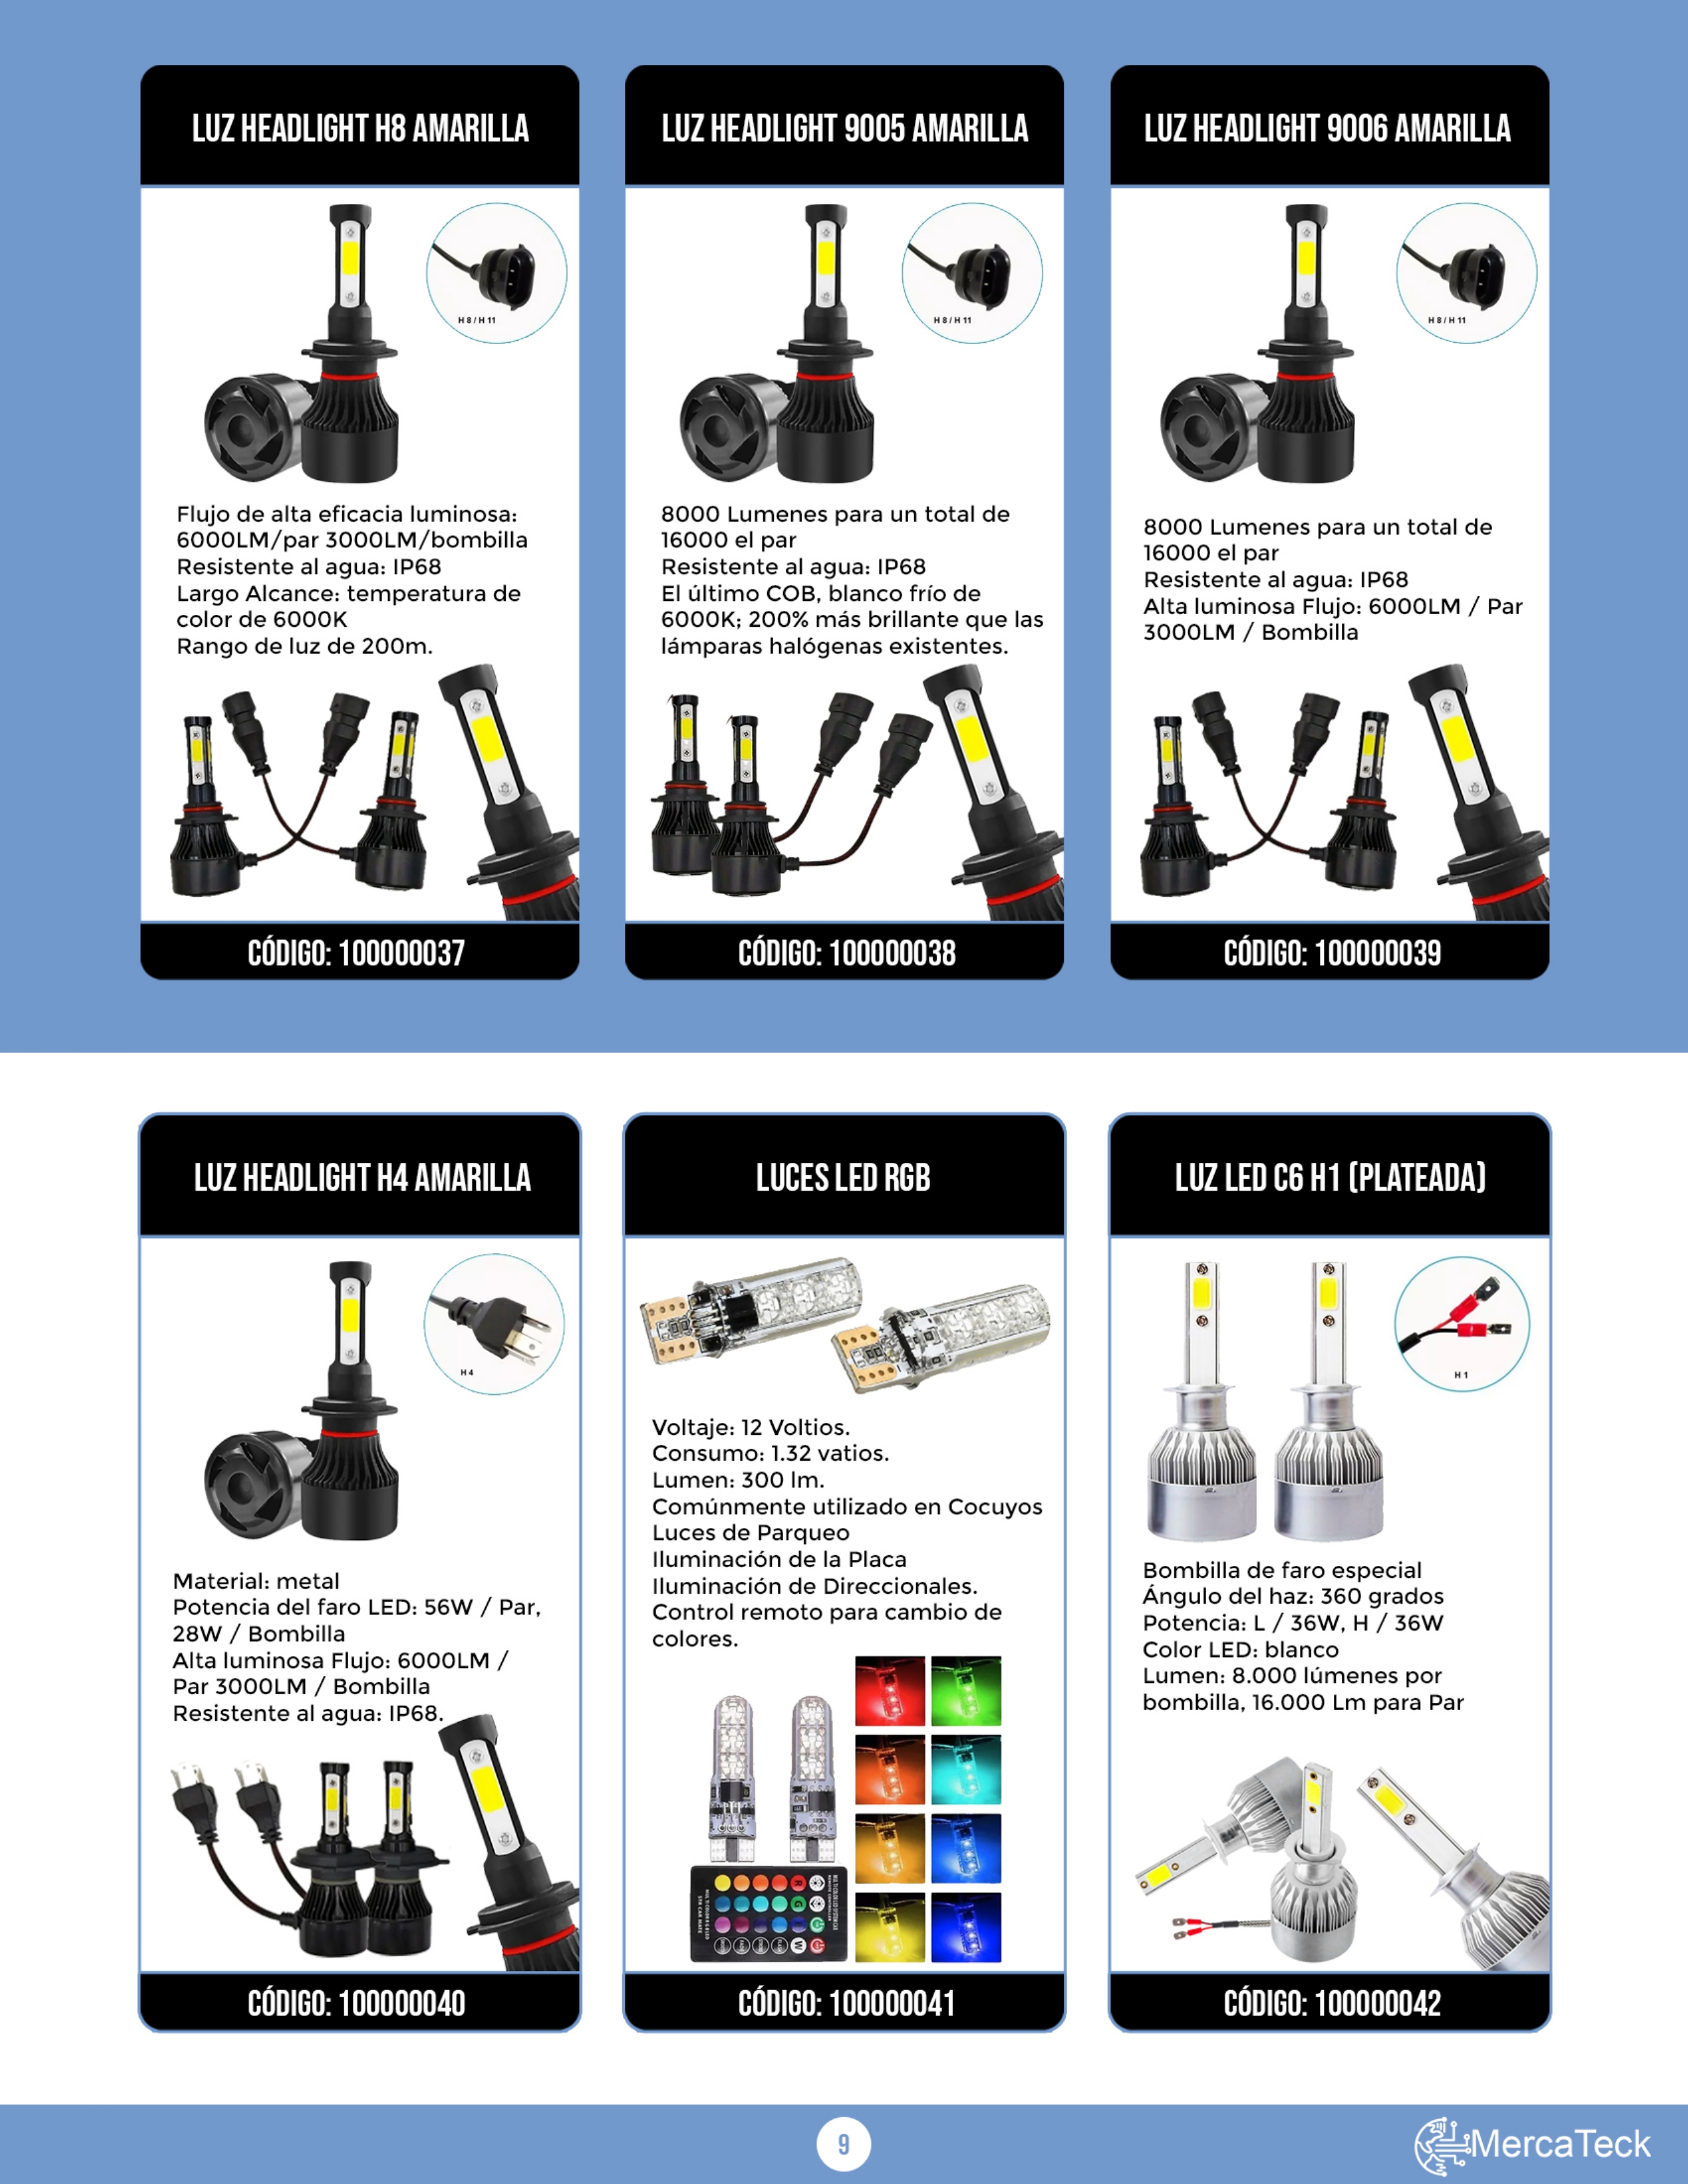 LUZ HEADLIGHT H8 AMARILLA
H8/H11
Flujo de alta eficacia luminosa:
6000LM/par 3000LM/bombilla
Resistente al agua: IP68
Largo Alcance: temperatura de
color de 6000K
Rango de luz de 200m.
CÓDIGO: 100000037
LUZ HEADLIGHT 9005 AMARILLA
H8/H11
8000 Lumenes para un total de
16000 el par
Resistente al agua: IP68
El último COB, blanco frío de
6000K; 200% más brillante que las
lámparas halógenas existentes.
CÓDIGO: 100000038
LUZ HEADLIGHT 9006 AMARILLA
H8/H11
8000 Lumenes para un total de
16000 el par
Resistente al agua: IP68
Alta luminosa Flujo: 6000LM / Par
3000LM / Bombilla
CÓDIGO: 100000039
LUZ HEADLIGHT H4 AMARILLA
H4
Material: metal
Potencia del faro LED: 56W / Par,
28W / Bombilla
Alta luminosa Flujo: 6000LM /
Par 3000LM / Bombilla
Resistente al agua: IP68.
CÓDIGO: 100000040
LUCES LED RGB
Voltaje: 12 Voltios.
Consumo: 1.32 vatios.
Lumen: 300 lm.
Comúnmente utilizado en Cocuyos
Luces de Parqueo
Iluminación de la Placa
Iluminación de Direccionales.
Control remoto para cambio de
colores.
R
G
W
CÓDIGO: 100000041
LUZ LED C6 H1 (PLATEADA)
H1
Bombilla de faro especial
Ángulo del haz: 360 grados
Potencia: L / 36W, H / 36W
Color LED: blanco
Lumen: 8.000 lúmenes por
bombilla, 16.000 Lm para Par
CÓDIGO: 100000042
9
MercaTeck